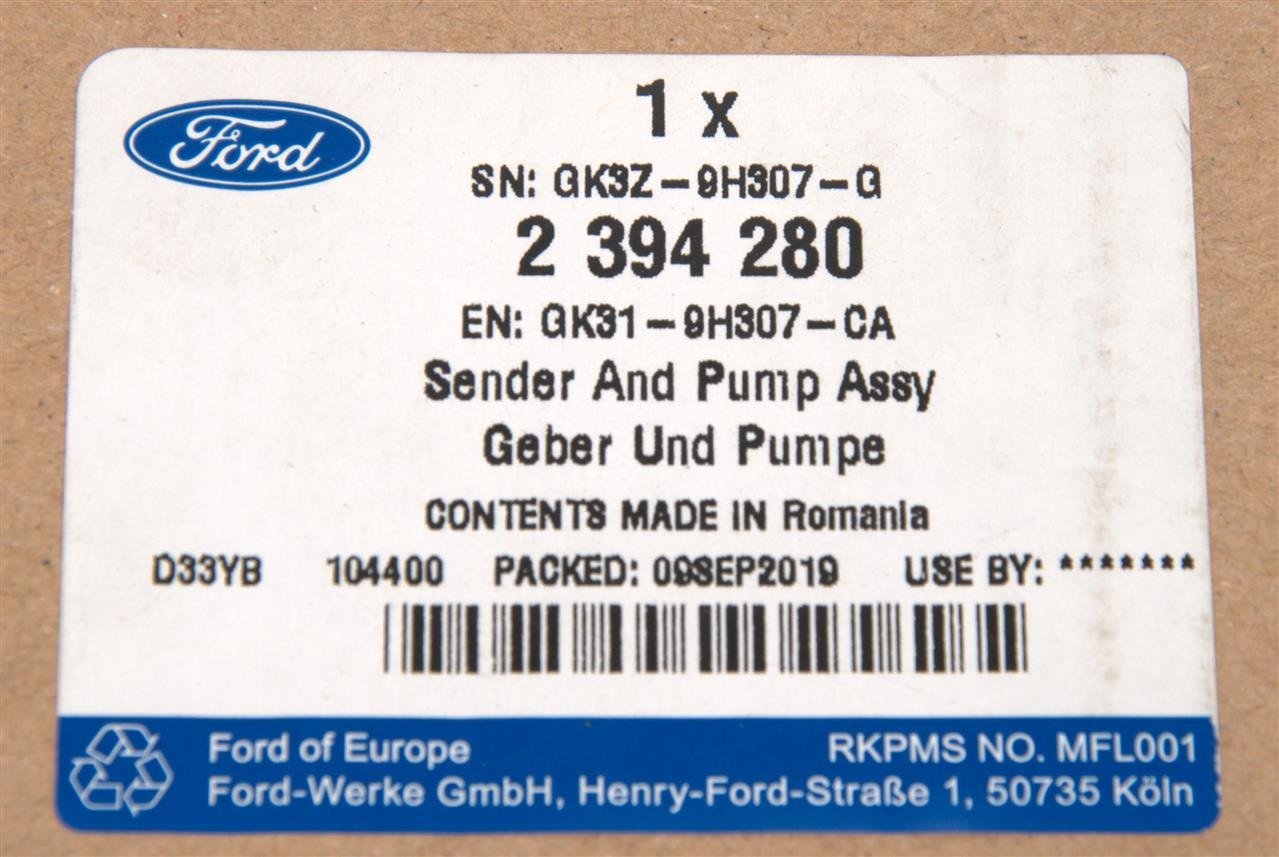 Ford
1 x
SN: GK3Z-9H307-G
2 394 280
EN: GK31-9H307-CA
Sender And Pump Assy
Geber Und Pumpe
CONTENTS MADE IN Romania
D33YB 104400 PACKED: 09SEP2019 USE BY: *******
Ford of Europe RKPMS NO. MFL001
Ford-Werke GmbH, Henry-Ford-Straße 1, 50735 Köln